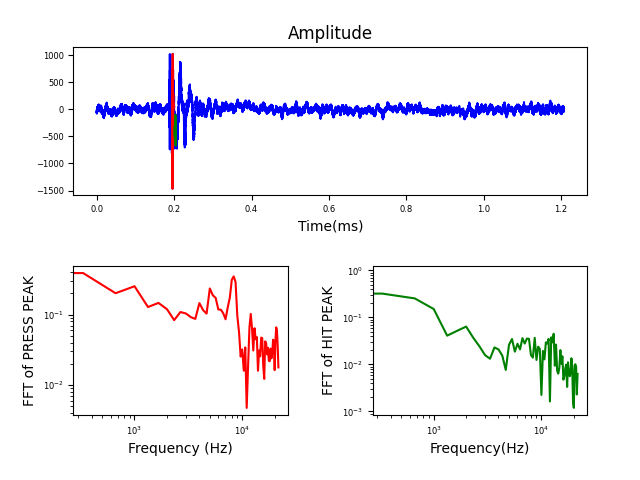 Amplitude
1000
500
0
−500
−1000
−1500
0.0 0.2 0.4 0.6 0.8 1.0 1.2
Time(ms)
FFT of PRESS PEAK
10⁻¹
10⁻²
10³ 10⁴
Frequency (Hz)
FFT of HIT PEAK
10⁰
10⁻¹
10⁻²
10⁻³
10³ 10⁴
Frequency(Hz)